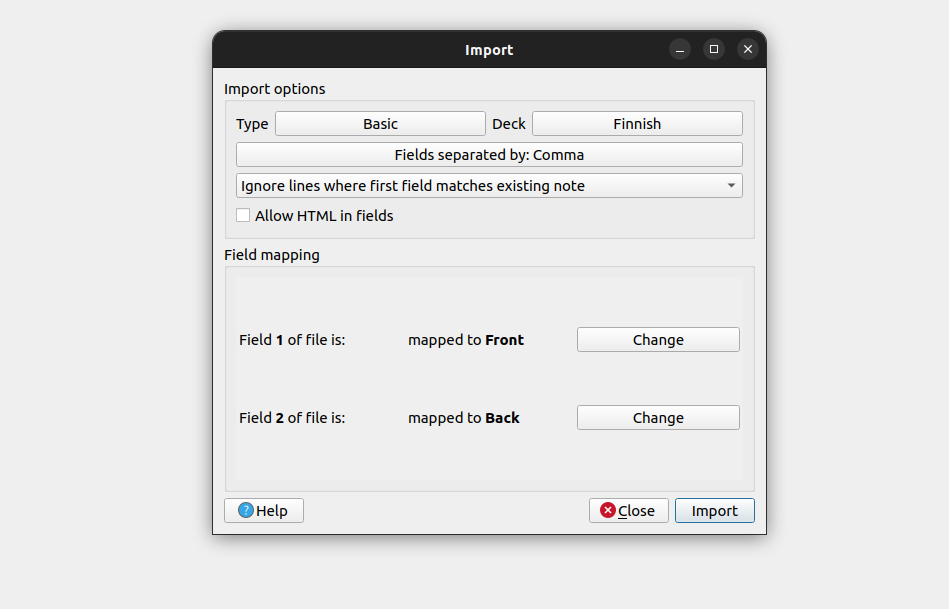 Import
Import options
Type Basic Deck Finnish
Fields separated by: Comma
Ignore lines where first field matches existing note
Allow HTML in fields
Field mapping
Field 1 of file is: mapped to Front Change
Field 2 of file is: mapped to Back Change
? Help Close Import